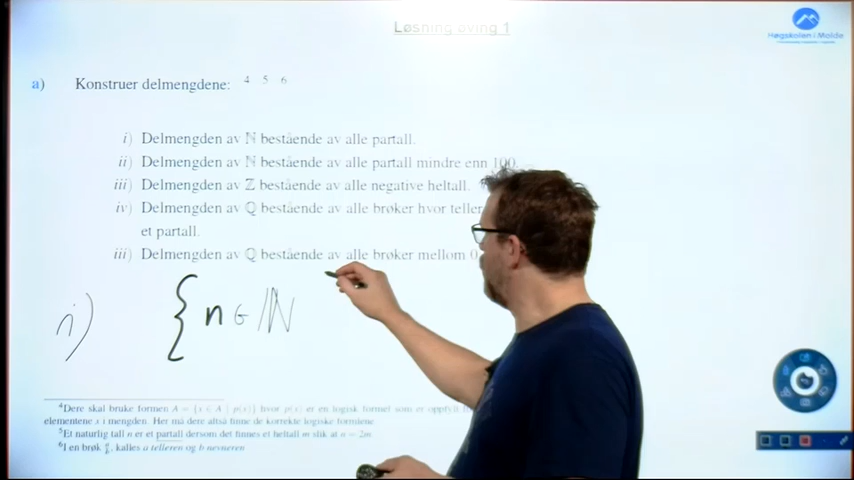 Løsning øving 1
Høgskolen i Molde
a) Konstruer delmengdene: 4 5 6
i) Delmengden av ℕ bestående av alle partall.
ii) Delmengden av ℕ bestående av alle partall mindre enn 100.
iii) Delmengden av ℤ bestående av alle negative heltall.
iv) Delmengden av ℚ bestående av alle brøker hvor teller
et partall.
iii) Delmengden av ℚ bestående av alle brøker mellom 0
i) { n ∈ ℕ
4 Dere skal bruke formen A = {x ∈ A | p(x)} hvor p(x) er en logisk formel som er oppfylt
elementene x i mengden. Her må dere altså finne de korrekte logiske formlene
5 Et naturlig tall n er et partall dersom det finnes et heltall m slik at n = 2m
6 I en brøk a/b, kalles a telleren og b nevneren